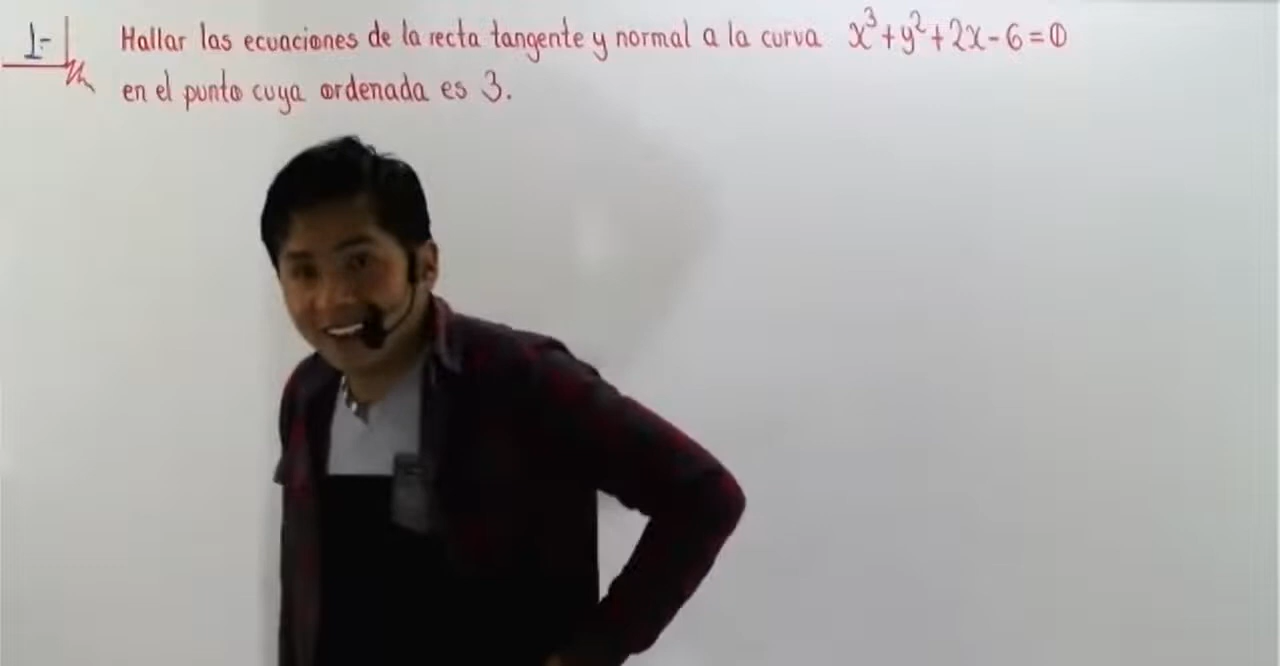 1.- Hallar las ecuaciones de la recta tangente y normal a la curva x³+y²+2x-6=0
en el punto cuya ordenada es 3.